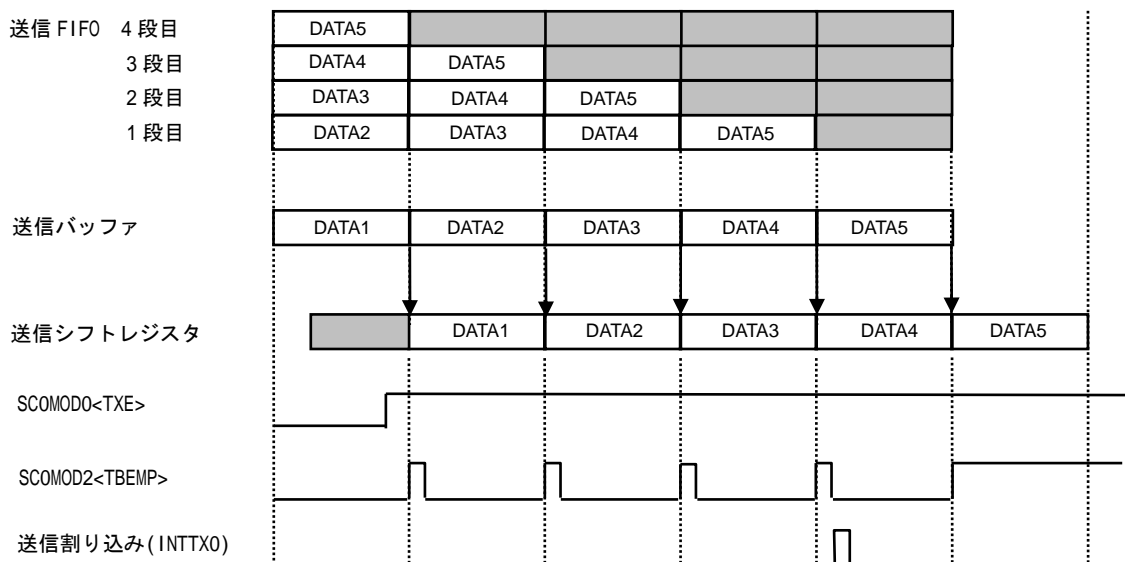 送信 FIFO 4 段目 DATA5
3 段目 DATA4 DATA5
2 段目 DATA3 DATA4 DATA5
1 段目 DATA2 DATA3 DATA4 DATA5
送信バッファ DATA1 DATA2 DATA3 DATA4 DATA5
送信シフトレジスタ DATA1 DATA2 DATA3 DATA4 DATA5
SC0MOD0<TXE>
SC0MOD2<TBEMP>
送信割り込み(INTTX0)